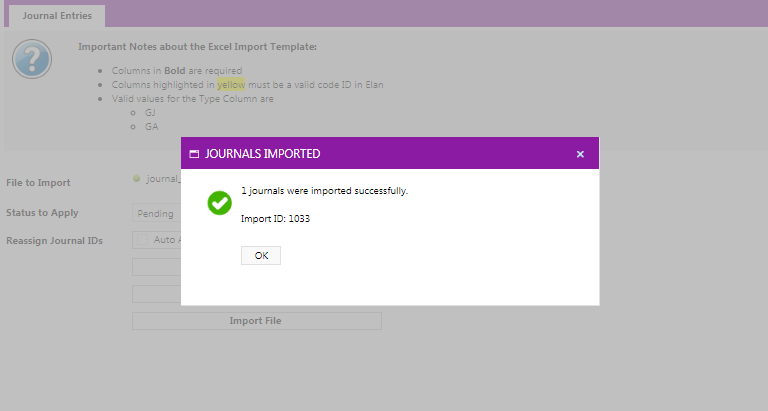 Journal Entries
Important Notes about the Excel Import Template:
Columns in Bold are required
Columns highlighted in yellow must be a valid code ID in Elan
Valid values for the Type Column are
GJ
GA
JOURNALS IMPORTED
1 journals were imported successfully.
Import ID: 1033
OK
File to Import
journal_
Status to Apply
Pending
Reassign Journal IDs
Auto A
Import File